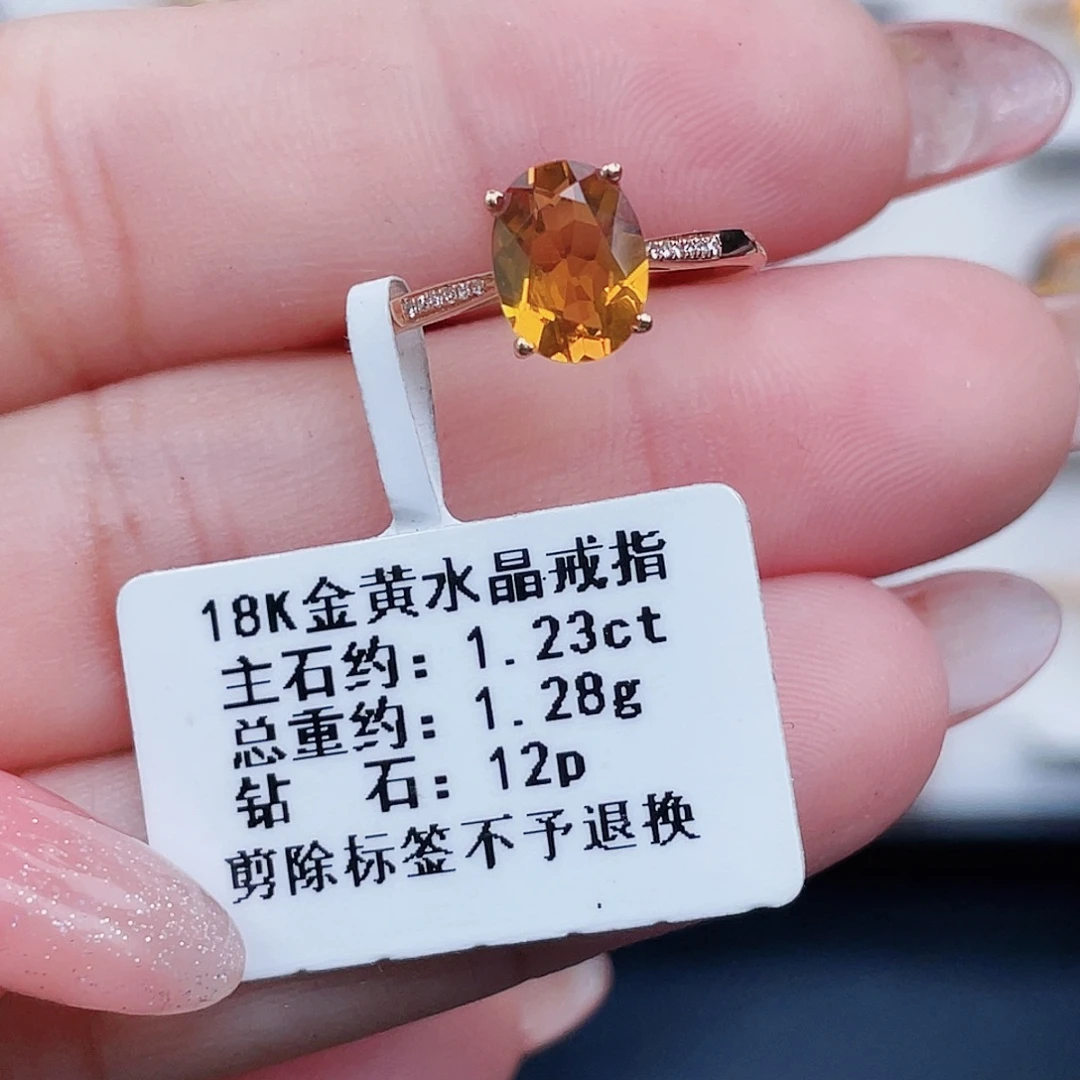 18K金黄水晶戒指
主石约: 1.23ct
总重约: 1.28g
钻 石: 12p
剪除标签不予退换